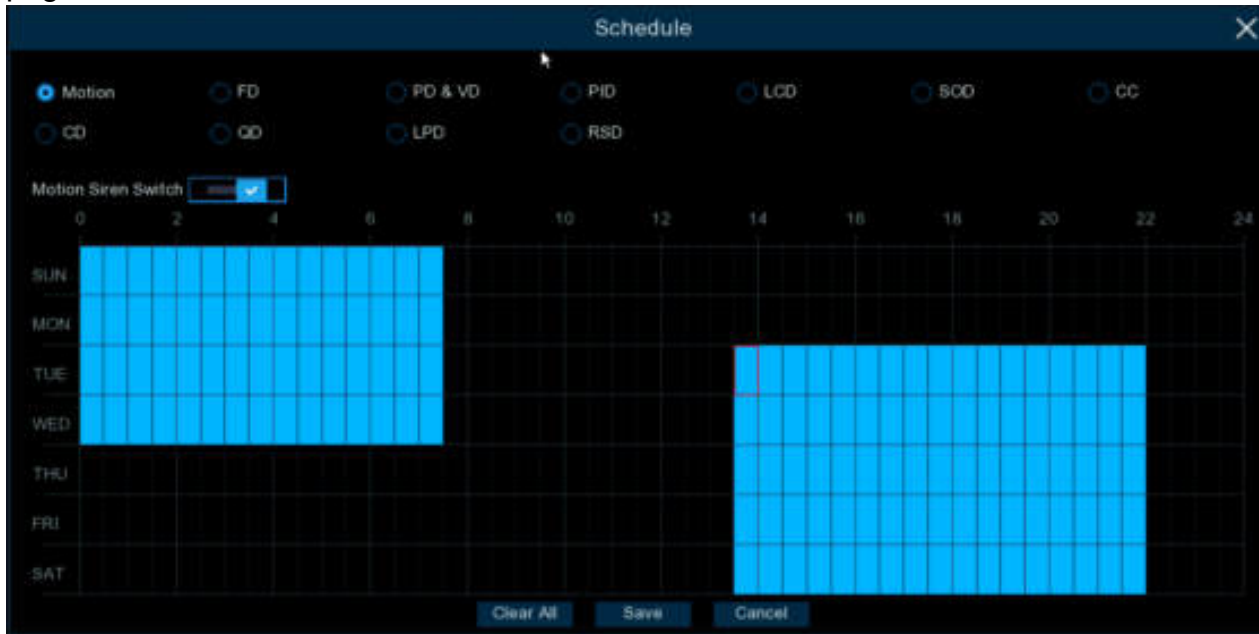 Schedule
Motion FD PD & VD PID LCD SOD CC
CD QD LPD RSD
Motion Siren Switch
0 2 4 6 8 10 12 14 16 18 20 22 24
SUN
MON
TUE
WED
THU
FRI
SAT
Clear All Save Cancel